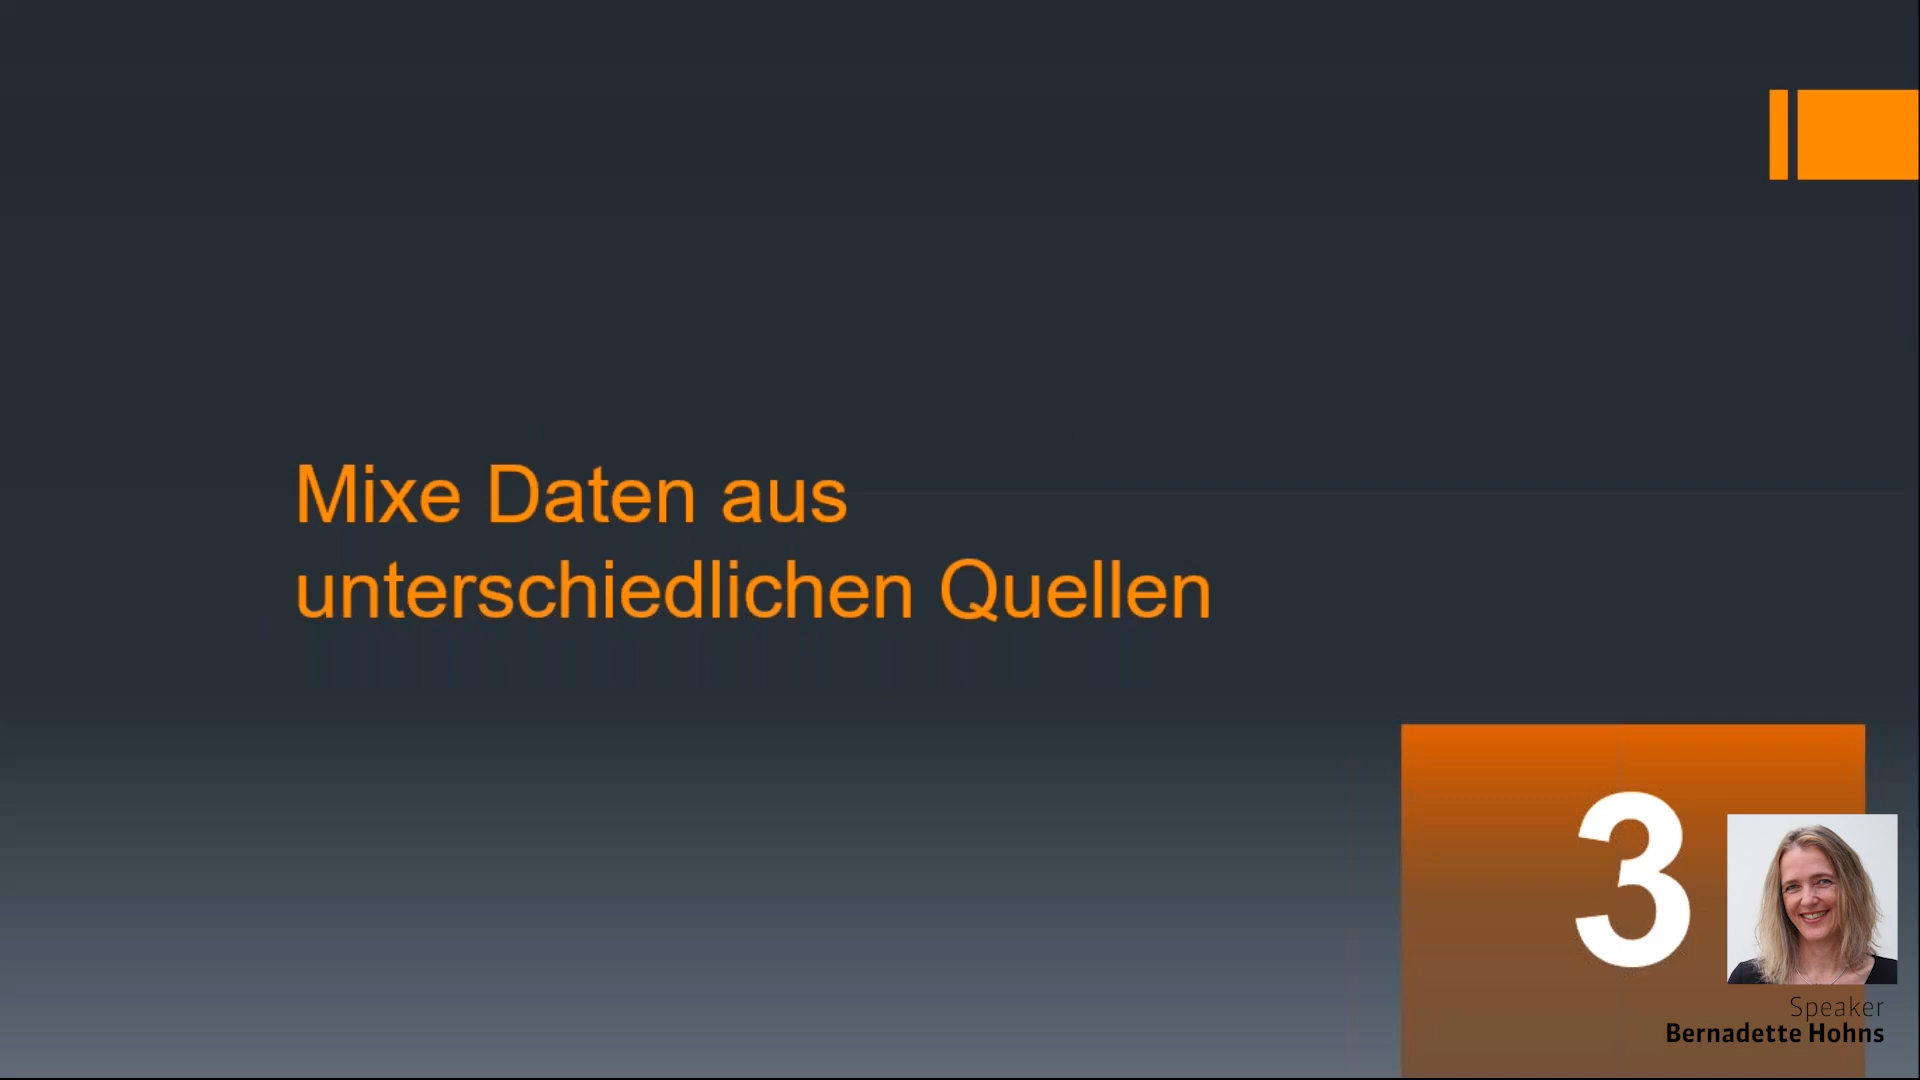 Mixe Daten aus
unterschiedlichen Quellen
3
Speaker
Bernadette Hohns